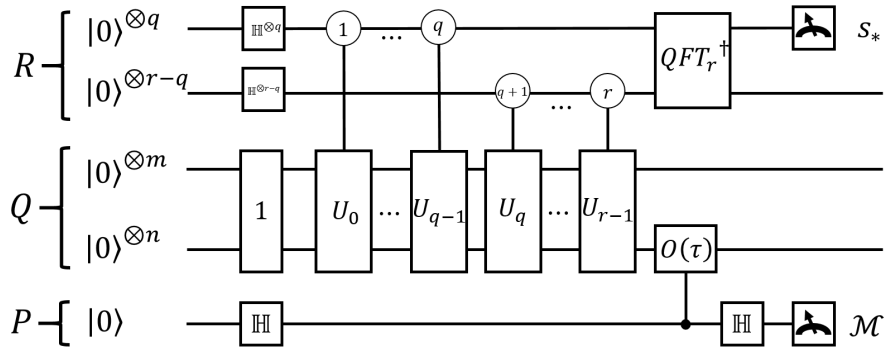 R |0⟩^{⊗q} ℍ^{⊗q} 1 ... q QFT_r^† s_*
|0⟩^{⊗r−q} ℍ^{⊗r−q} q + 1 ... r
Q |0⟩^{⊗m} 1 U_0 ... U_{q−1} U_q ... U_{r−1}
|0⟩^{⊗n} O(τ)
P |0⟩ ℍ ℍ ℳ